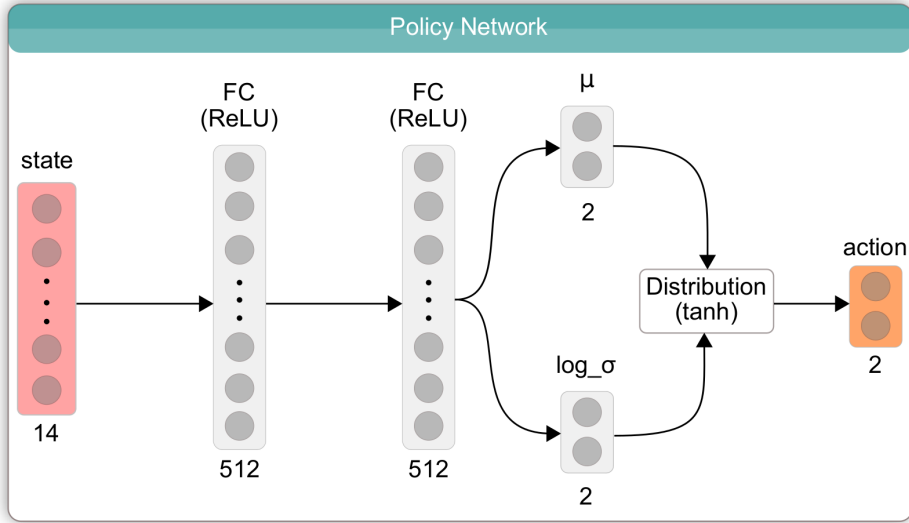 Policy Network
state
14
FC
(ReLU)
512
FC
(ReLU)
512
μ
2
log_σ
2
Distribution
(tanh)
action
2